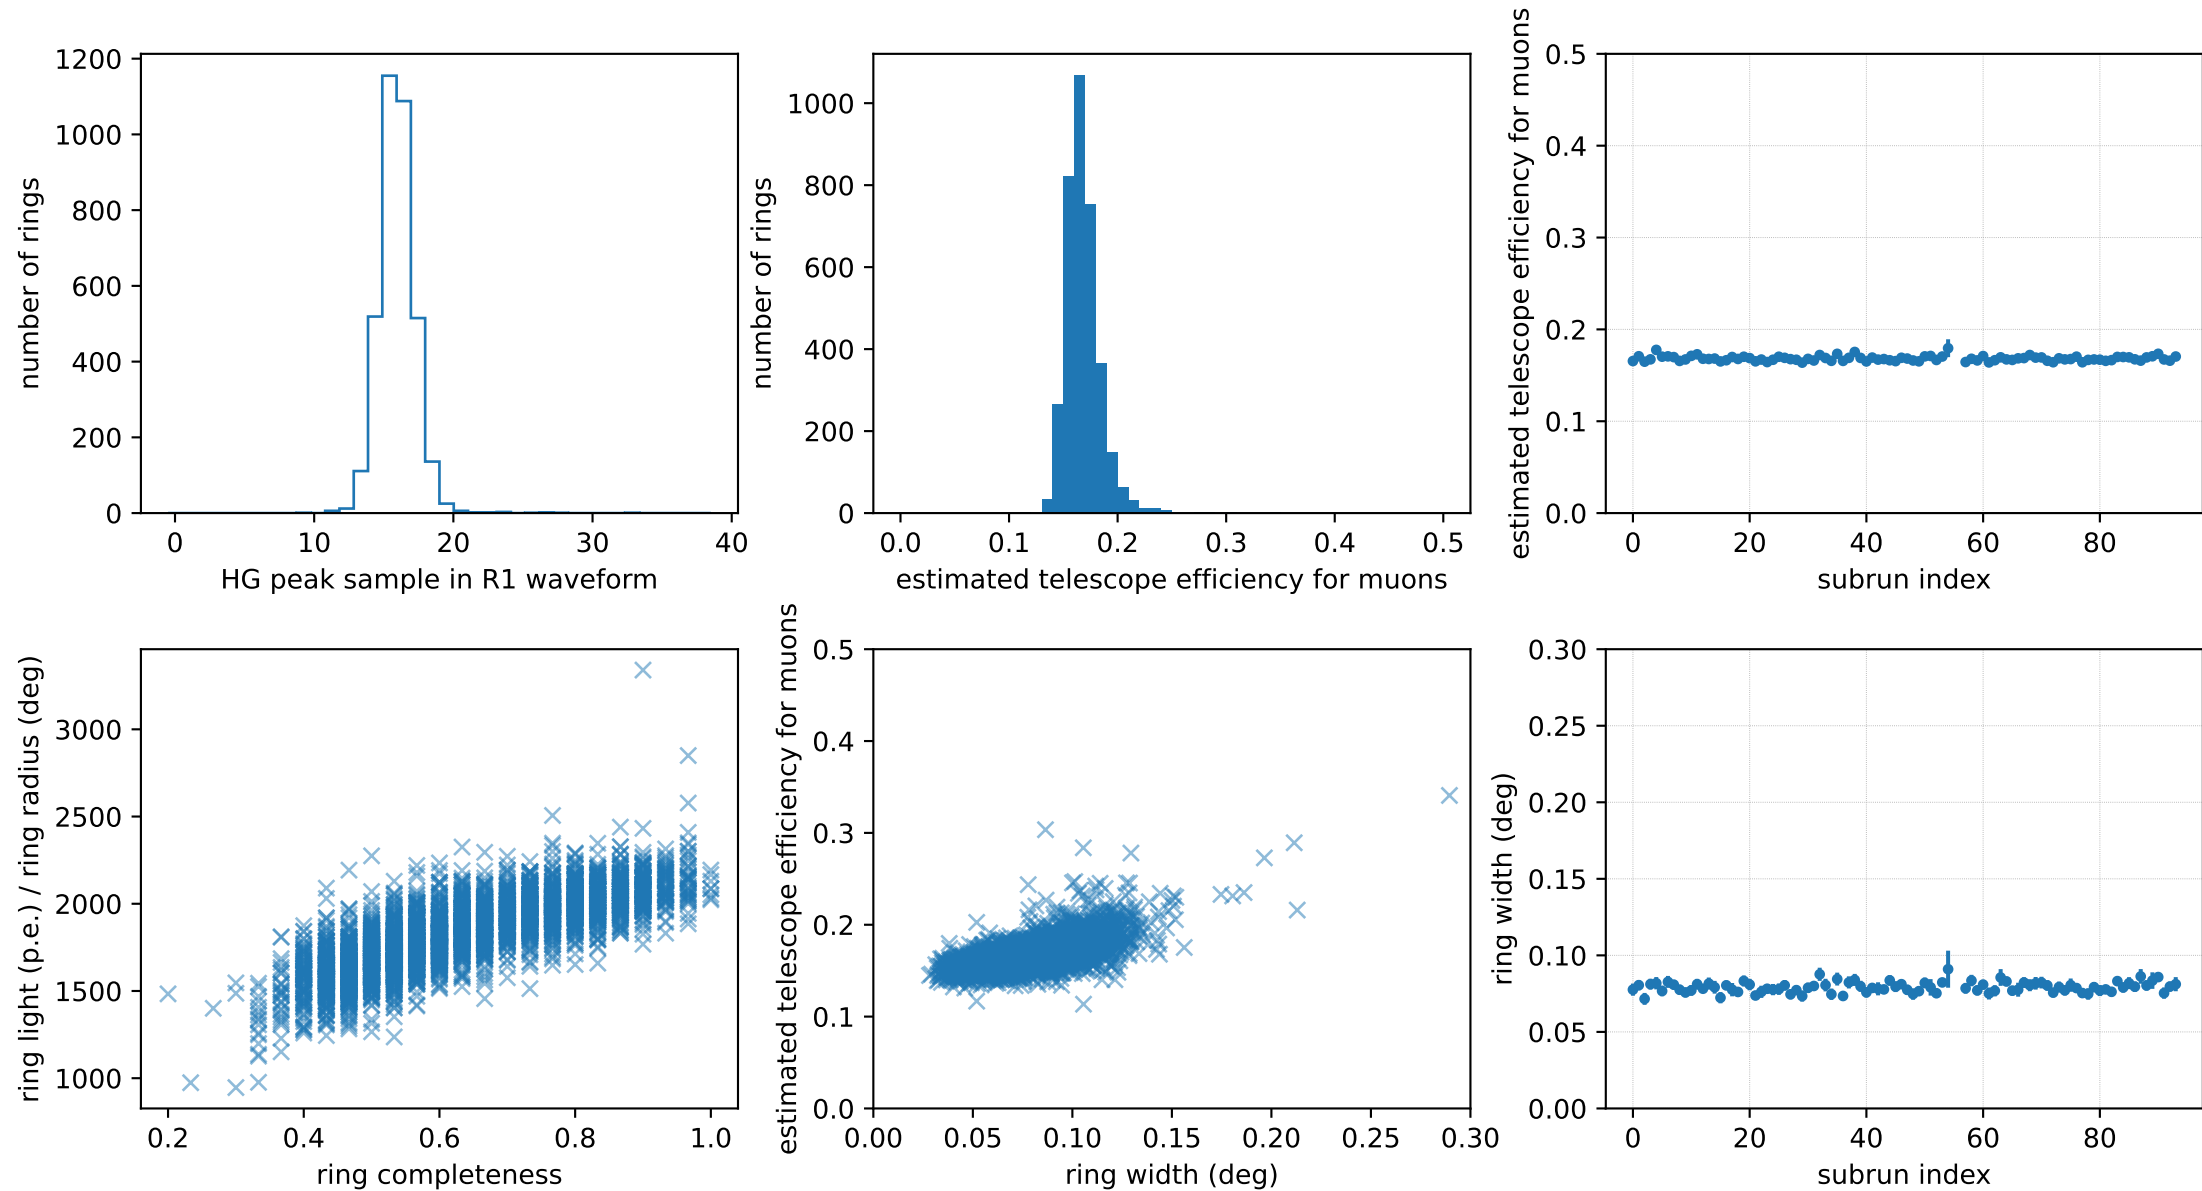 1200
1000
800
600
400
200
0
number of rings
0 10 20 30 40
HG peak sample in R1 waveform
1000
800
600
400
200
0
number of rings
0.0 0.1 0.2 0.3 0.4 0.5
estimated telescope efficiency for muons
0.5
0.4
0.3
0.2
0.1
0.0
estimated telescope efficiency for muons
0 20 40 60 80
subrun index
3000
2500
2000
1500
1000
ring light (p.e.) / ring radius (deg)
0.2 0.4 0.6 0.8 1.0
ring completeness
0.5
0.4
0.3
0.2
0.1
0.0
estimated telescope efficiency for muons
0.00 0.05 0.10 0.15 0.20 0.25 0.30
ring width (deg)
0.30
0.25
0.20
0.15
0.10
0.05
0.00
ring width (deg)
0 20 40 60 80
subrun index